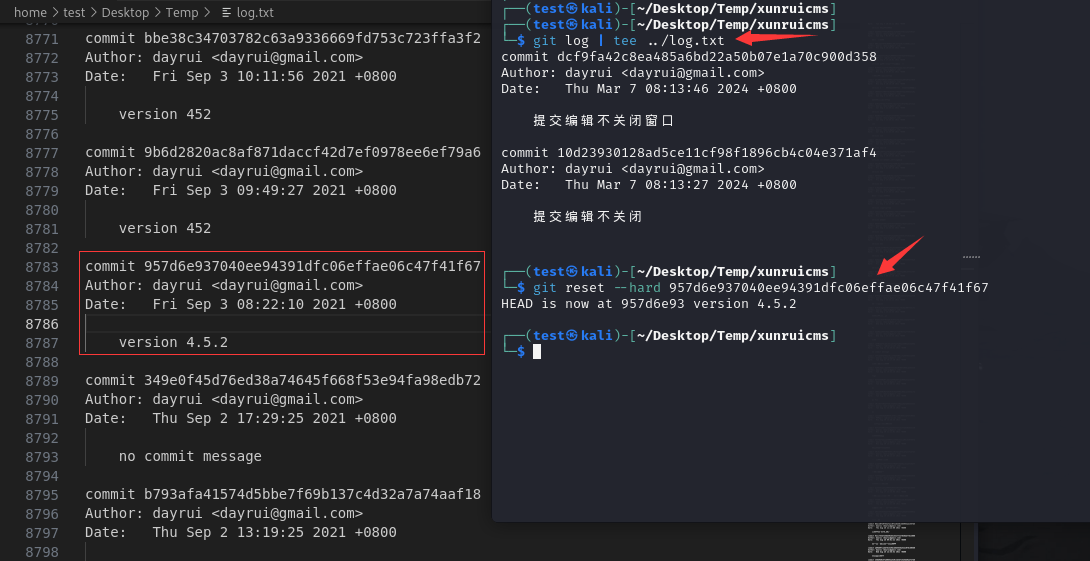 home > test > Desktop > Temp > log.txt
8771 commit bbe38c34703782c63a9336669fd753c723ffa3f2
8772 Author: dayrui <dayrui@gmail.com>
8773 Date:   Fri Sep 3 10:11:56 2021 +0800
8774
8775     version 452
8776
8777 commit 9b6d2820ac8af871daccf42d7ef0978ee6ef79a6
8778 Author: dayrui <dayrui@gmail.com>
8779 Date:   Fri Sep 3 09:49:27 2021 +0800
8780
8781     version 452
8782
8783 commit 957d6e937040ee94391dfc06effae06c47f41f67
8784 Author: dayrui <dayrui@gmail.com>
8785 Date:   Fri Sep 3 08:22:10 2021 +0800
8786
8787     version 4.5.2
8788
8789 commit 349e0f45d76ed38a74645f668f53e94fa98edb72
8790 Author: dayrui <dayrui@gmail.com>
8791 Date:   Thu Sep 2 17:29:25 2021 +0800
8792
8793     no commit message
8794
8795 commit b793afa41574d5bbe7f69b137c4d32a7a74aaf18
8796 Author: dayrui <dayrui@gmail.com>
8797 Date:   Thu Sep 2 13:19:25 2021 +0800
8798
┌──(test㉿kali)-[~/Desktop/Temp/xunruicms]
┌──(test㉿kali)-[~/Desktop/Temp/xunruicms]
└─$ git log | tee ../log.txt
commit dcf9fa42c8ea485a6bd22a50b07e1a70c900d358
Author: dayrui <dayrui@gmail.com>
Date:   Thu Mar 7 08:13:46 2024 +0800
提交编辑不关闭窗口
commit 10d23930128ad5ce11cf98f1896cb4c04e371af4
Author: dayrui <dayrui@gmail.com>
Date:   Thu Mar 7 08:13:27 2024 +0800
提交编辑不关闭
┌──(test㉿kali)-[~/Desktop/Temp/xunruicms]
└─$ git reset --hard 957d6e937040ee94391dfc06effae06c47f41f67
HEAD is now at 957d6e93 version 4.5.2
┌──(test㉿kali)-[~/Desktop/Temp/xunruicms]
└─$